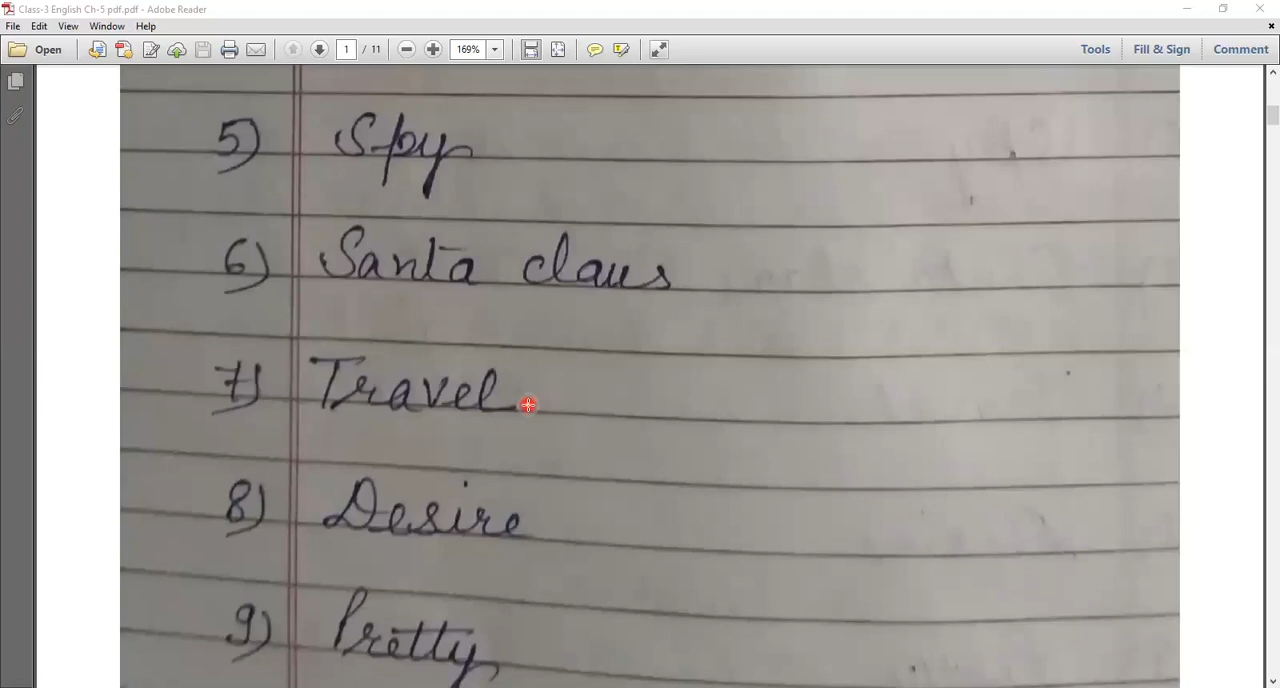 Class-3 English Ch-5 pdf.pdf - Adobe Reader
File Edit View Window Help
Open 1 / 11 169% Tools Fill & Sign Comment
5) Spy
6) Santa claus
7) Travel
8) Desire
9) Pretty